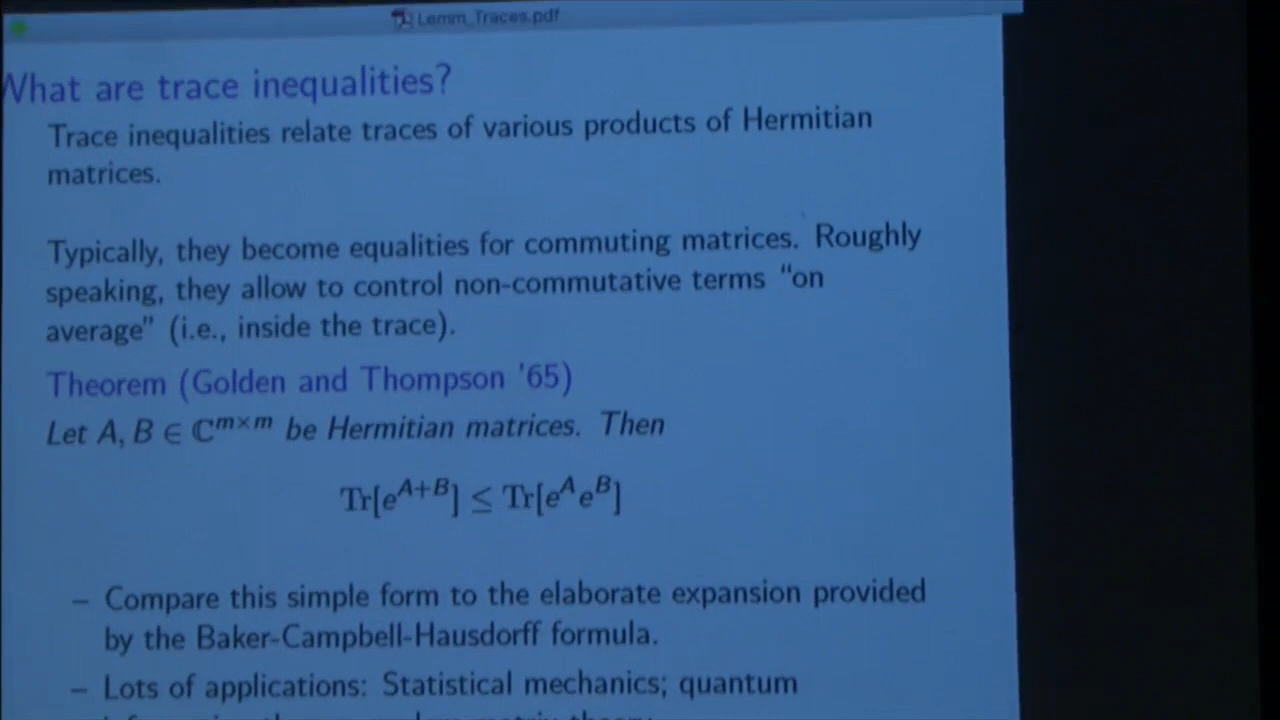 Lemm_Traces.pdf
What are trace inequalities?
Trace inequalities relate traces of various products of Hermitian
matrices.
Typically, they become equalities for commuting matrices. Roughly
speaking, they allow to control non-commutative terms "on
average" (i.e., inside the trace).
Theorem (Golden and Thompson '65)
Let A, B ∈ ℂ^{m×m} be Hermitian matrices. Then
Tr[e^{A+B}] ≤ Tr[e^A e^B]
– Compare this simple form to the elaborate expansion provided
by the Baker-Campbell-Hausdorff formula.
– Lots of applications: Statistical mechanics; quantum